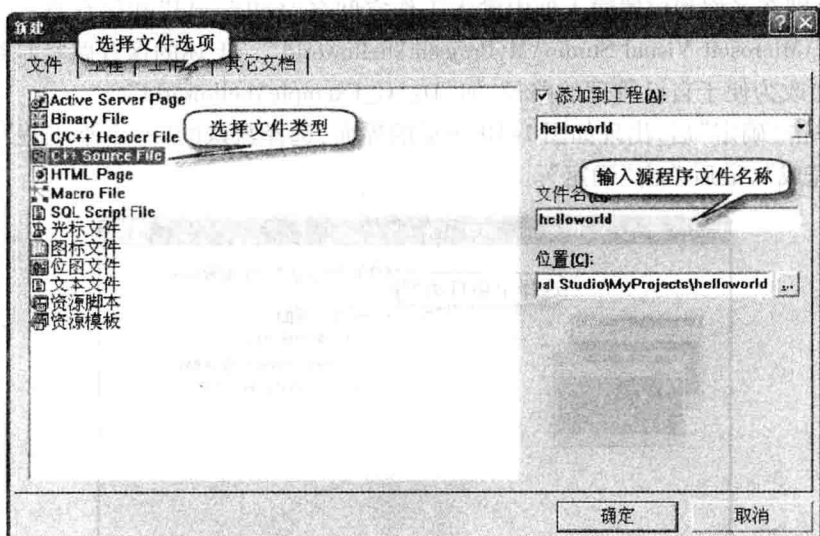 新建
选择文件选项
文件 工程 其它文档
Active Server Page
Binary File
C/C++ Header File
C++ Source File
HTML Page
Macro File
SQL Script File
光标文件
图标文件
位图文件
文本文件
资源脚本
资源模板
选择文件类型
添加到工程(A):
helloworld
输入源程序文件名称
文件名
helloworld
位置(C):
al Studio\MyProjects\helloworld ...
确定 取消